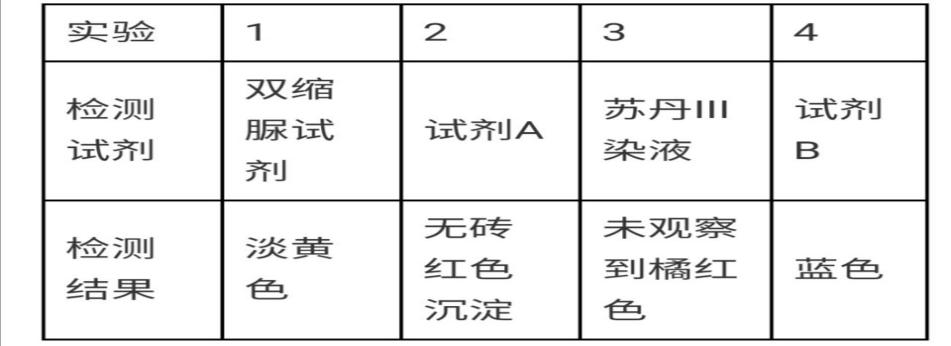 实验 1 2 3 4
检测试剂 双缩脲试剂 试剂A 苏丹III染液 试剂B
检测结果 淡黄色 无砖红色沉淀 未观察到橘红色 蓝色